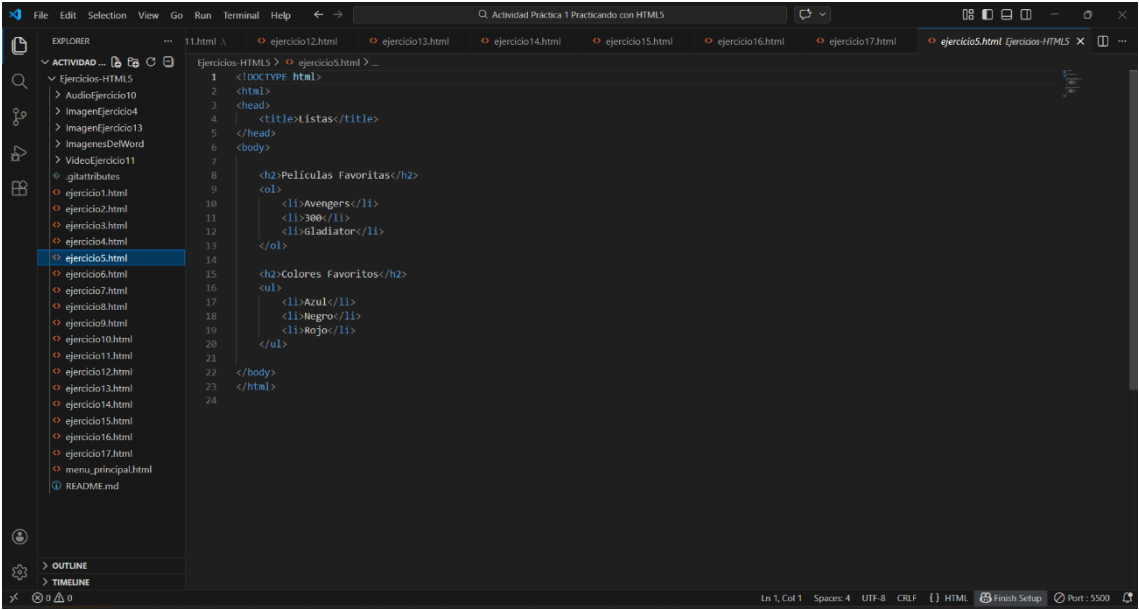 File Edit Selection View Go Run Terminal Help
Actividad Práctica 1 Practicando con HTML5
EXPLORER
11.html ejercicio12.html ejercicio13.html ejercicio14.html ejercicio15.html ejercicio16.html ejercicio17.html ejercicio5.html Ejercicios-HTML5
ACTIVIDAD ...
Ejercicios-HTML5 > ejercicio5.html > ...
Ejercicios-HTML5
AudioEjercicio10
ImagenEjercicio4
ImagenEjercicio13
ImagenesDelWord
VideoEjercicio11
.gitattributes
ejercicio1.html
ejercicio2.html
ejercicio3.html
ejercicio4.html
ejercicio5.html
ejercicio6.html
ejercicio7.html
ejercicio8.html
ejercicio9.html
ejercicio10.html
ejercicio11.html
ejercicio12.html
ejercicio13.html
ejercicio14.html
ejercicio15.html
ejercicio16.html
ejercicio17.html
menu_principal.html
README.md
OUTLINE
TIMELINE
1 <!DOCTYPE html>
2 <html>
3 <head>
4 <title>Listas</title>
5 </head>
6 <body>
7
8 <h2>Películas Favoritas</h2>
9 <ol>
10 <li>Avengers</li>
11 <li>300</li>
12 <li>Gladiator</li>
13 </ol>
14
15 <h2>Colores Favoritos</h2>
16 <ul>
17 <li>Azul</li>
18 <li>Negro</li>
19 <li>Rojo</li>
20 </ul>
21
22 </body>
23 </html>
24
0 0 Ln 1, Col 1 Spaces: 4 UTF-8 CRLF {} HTML Finish Setup Port : 5500